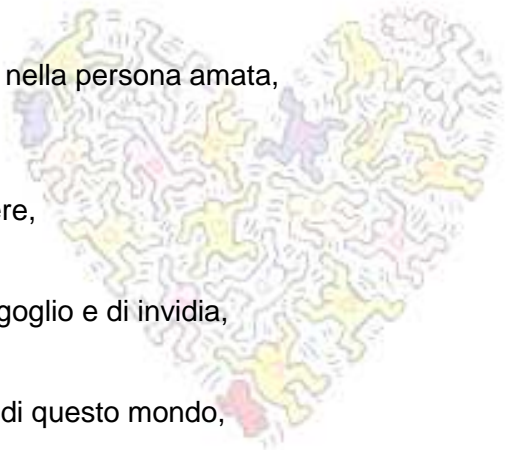 nella persona amata,
re,
goglio e di invidia,
di questo mondo,